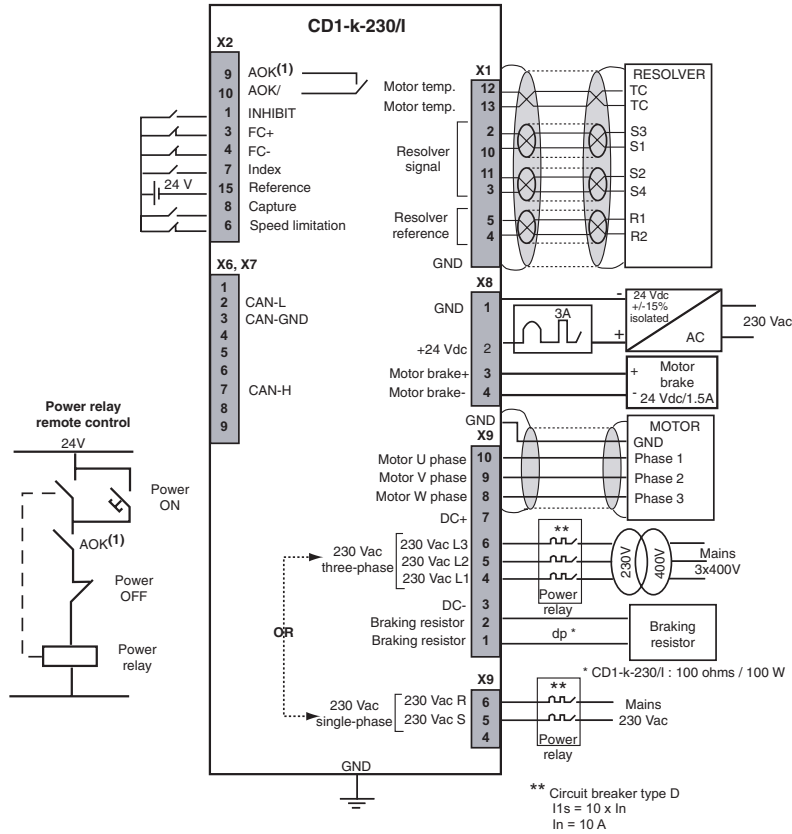 CD1-k-230/I
X2
9 AOK(1)
10 AOK/
1 INHIBIT
3 FC+
4 FC-
7 Index
24 V
15 Reference
8 Capture
6 Speed limitation
X6, X7
1
2 CAN-L
3 CAN-GND
4
5
6
7 CAN-H
8
9
Power relay
remote control
24V
Power
ON
AOK(1)
Power
OFF
Power
relay
X1
Motor temp. 12
Motor temp. 13
Resolver
signal
2
10
11
3
Resolver
reference
5
4
GND
RESOLVER
TC
TC
S3
S1
S2
S4
R1
R2
X8
GND 1
+24 Vdc 2
Motor brake+ 3
Motor brake- 4
3A
-
+
24 Vdc
+/-15%
isolated
AC
230 Vac
+ Motor
brake
- 24 Vdc/1.5A
GND
X9
Motor U phase 10
Motor V phase 9
Motor W phase 8
DC+ 7
MOTOR
GND
Phase 1
Phase 2
Phase 3
230 Vac
three-phase
230 Vac L3 6
230 Vac L2 5
230 Vac L1 4
**
Power
relay
230V
400V
Mains
3x400V
DC- 3
Braking resistor 2
Braking resistor 1
dp *
Braking
resistor
* CD1-k-230/I : 100 ohms / 100 W
OR
X9
230 Vac
single-phase
230 Vac R 6
230 Vac S 5
4
**
Power
relay
Mains
230 Vac
GND
** Circuit breaker type D
I1s = 10 x In
In = 10 A